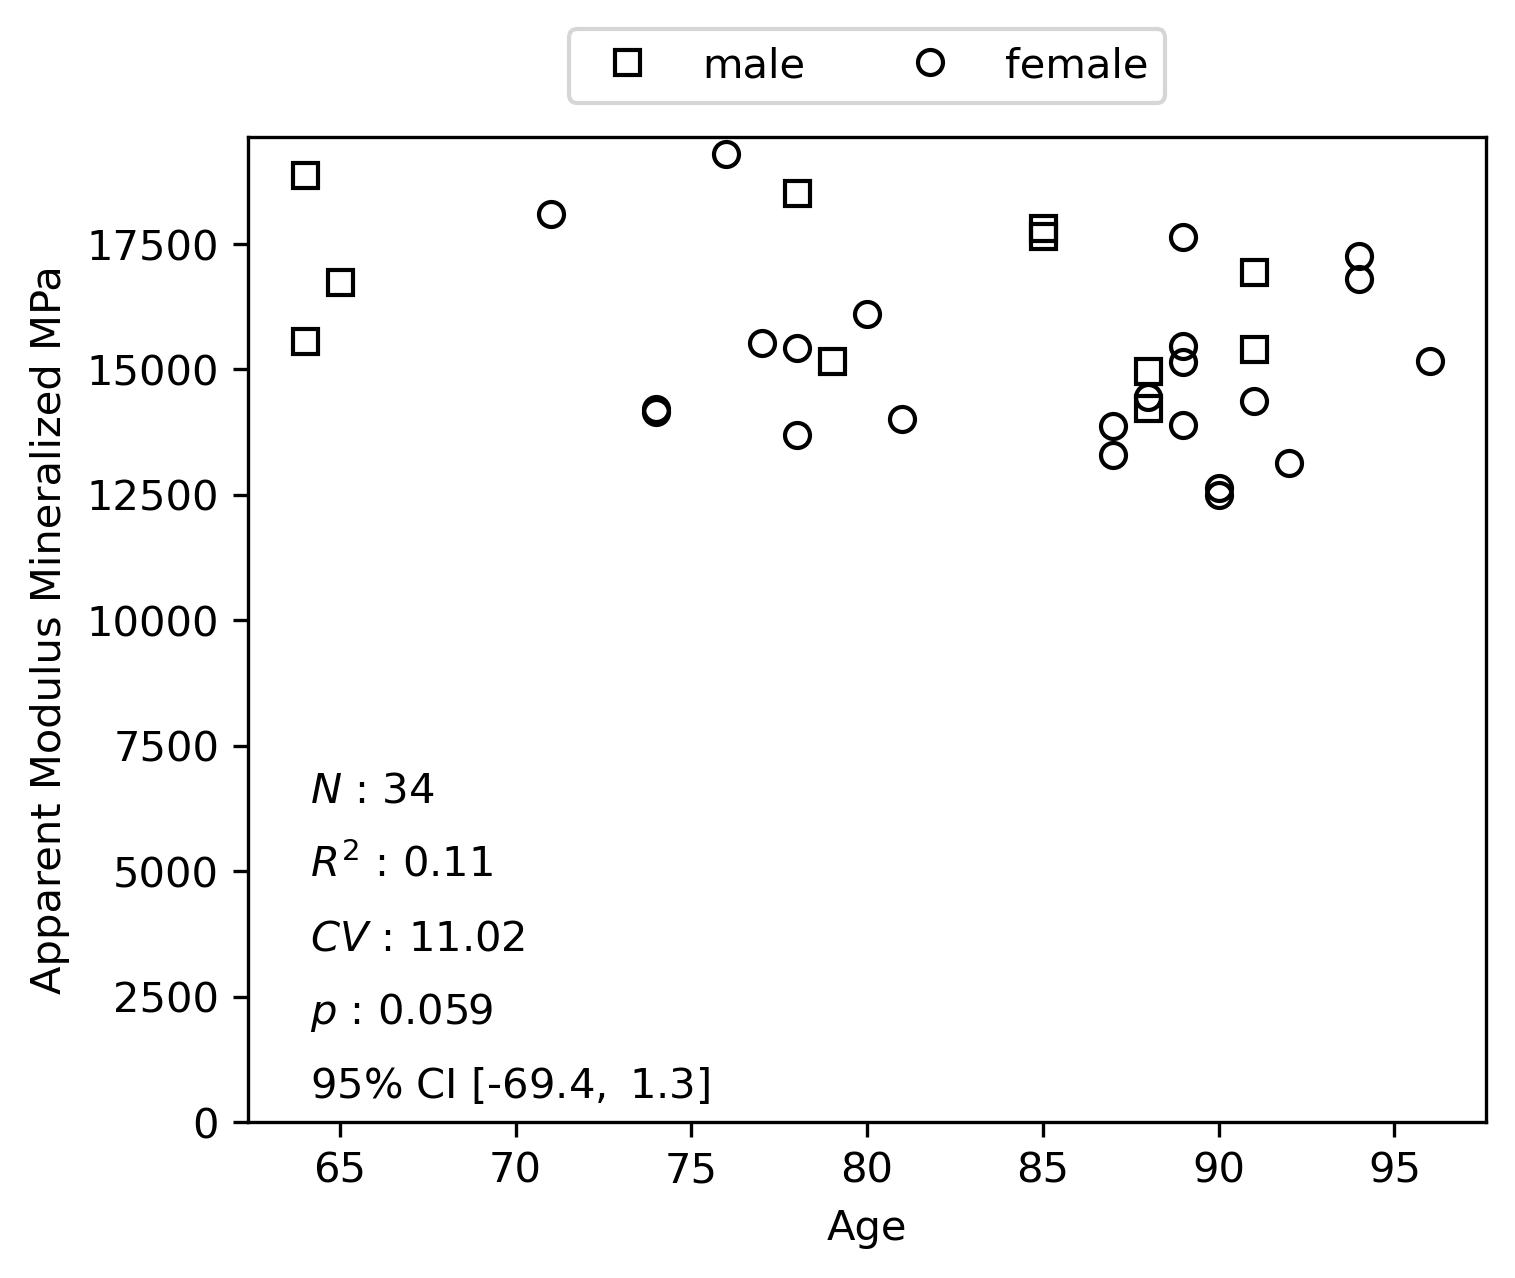 male female
Apparent Modulus Mineralized MPa
17500
15000
12500
10000
7500
5000
2500
0
N : 34
R² : 0.11
CV : 11.02
p : 0.059
95% CI [-69.4, 1.3]
65 70 75 80 85 90 95
Age